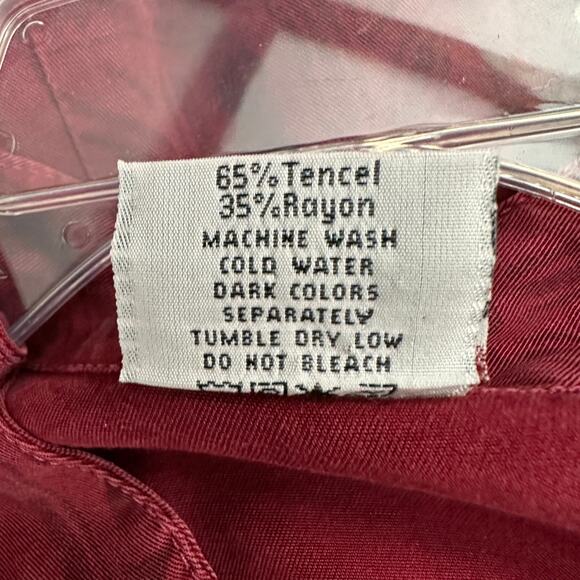 65%Tencel
35%Rayon
MACHINE WASH
COLD WATER
DARK COLORS
SEPARATELY
TUMBLE DRY LOW
DO NOT BLEACH